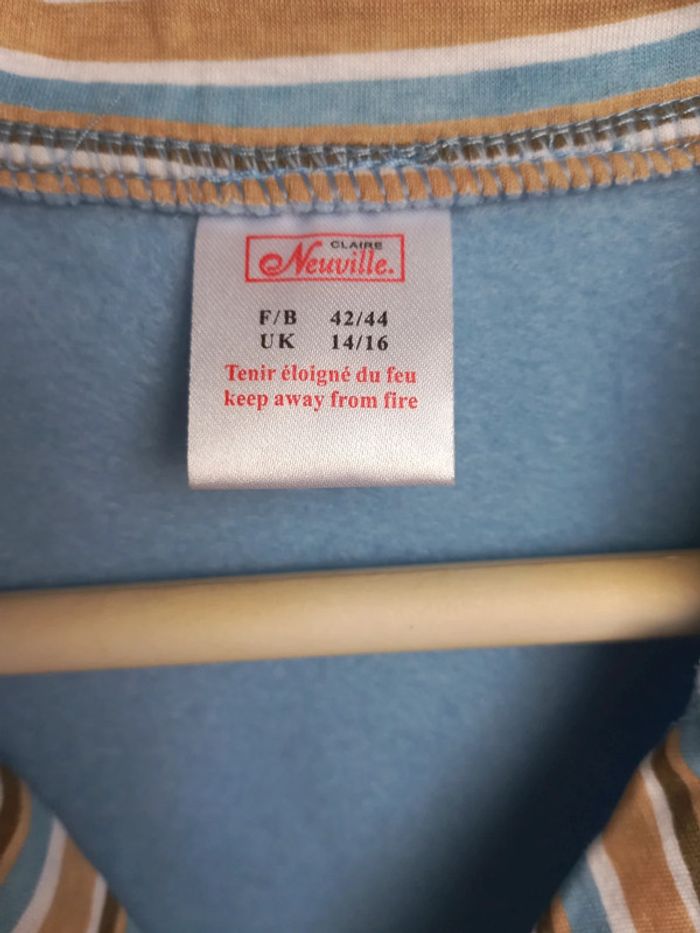 CLAIRE
Neuville.
F/B 42/44
UK 14/16
Tenir éloigné du feu
keep away from fire